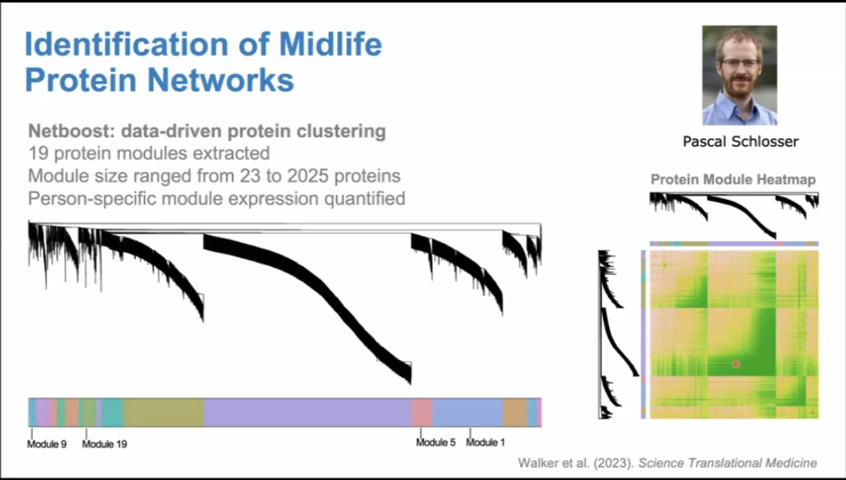 Identification of Midlife
Protein Networks
Netboost: data-driven protein clustering
19 protein modules extracted
Module size ranged from 23 to 2025 proteins
Person-specific module expression quantified
Pascal Schlosser
Protein Module Heatmap
Module 9
Module 19
Module 5
Module 1
Walker et al. (2023). Science Translational Medicine